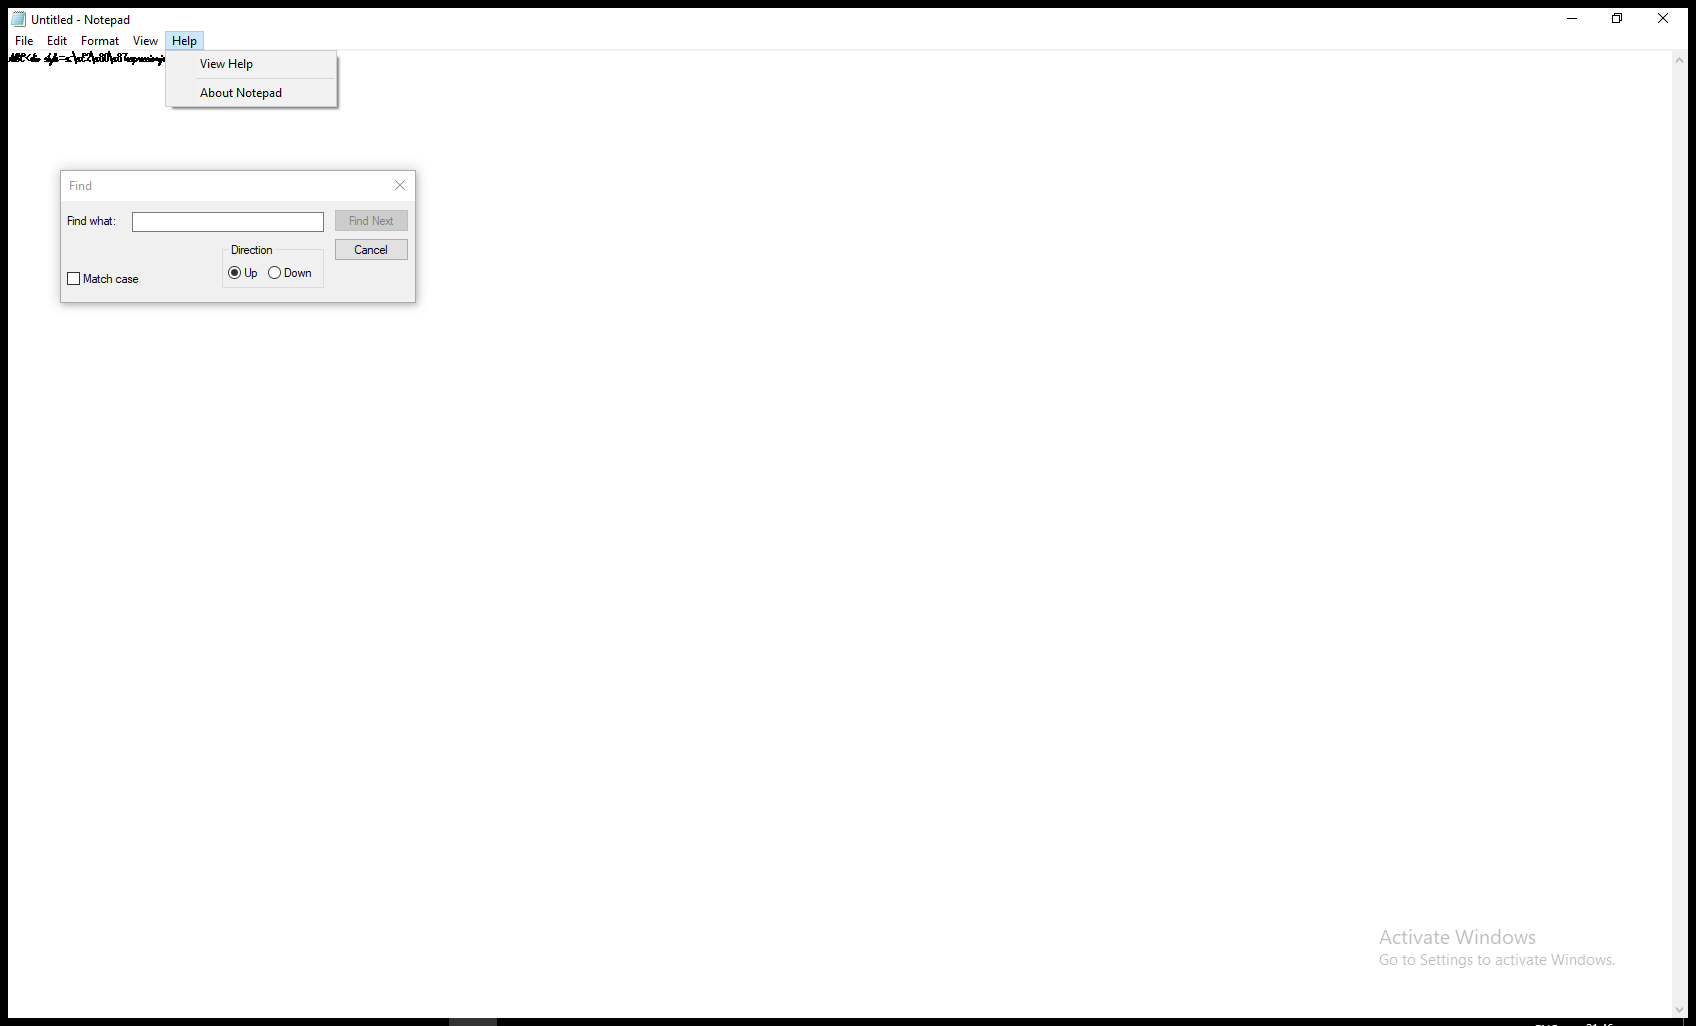 Untitled - Notepad
File Edit Format View Help
View Help
About Notepad
Find
Find what:
Find Next
Direction
Cancel
Up Down
Match case
Activate Windows
Go to Settings to activate Windows.